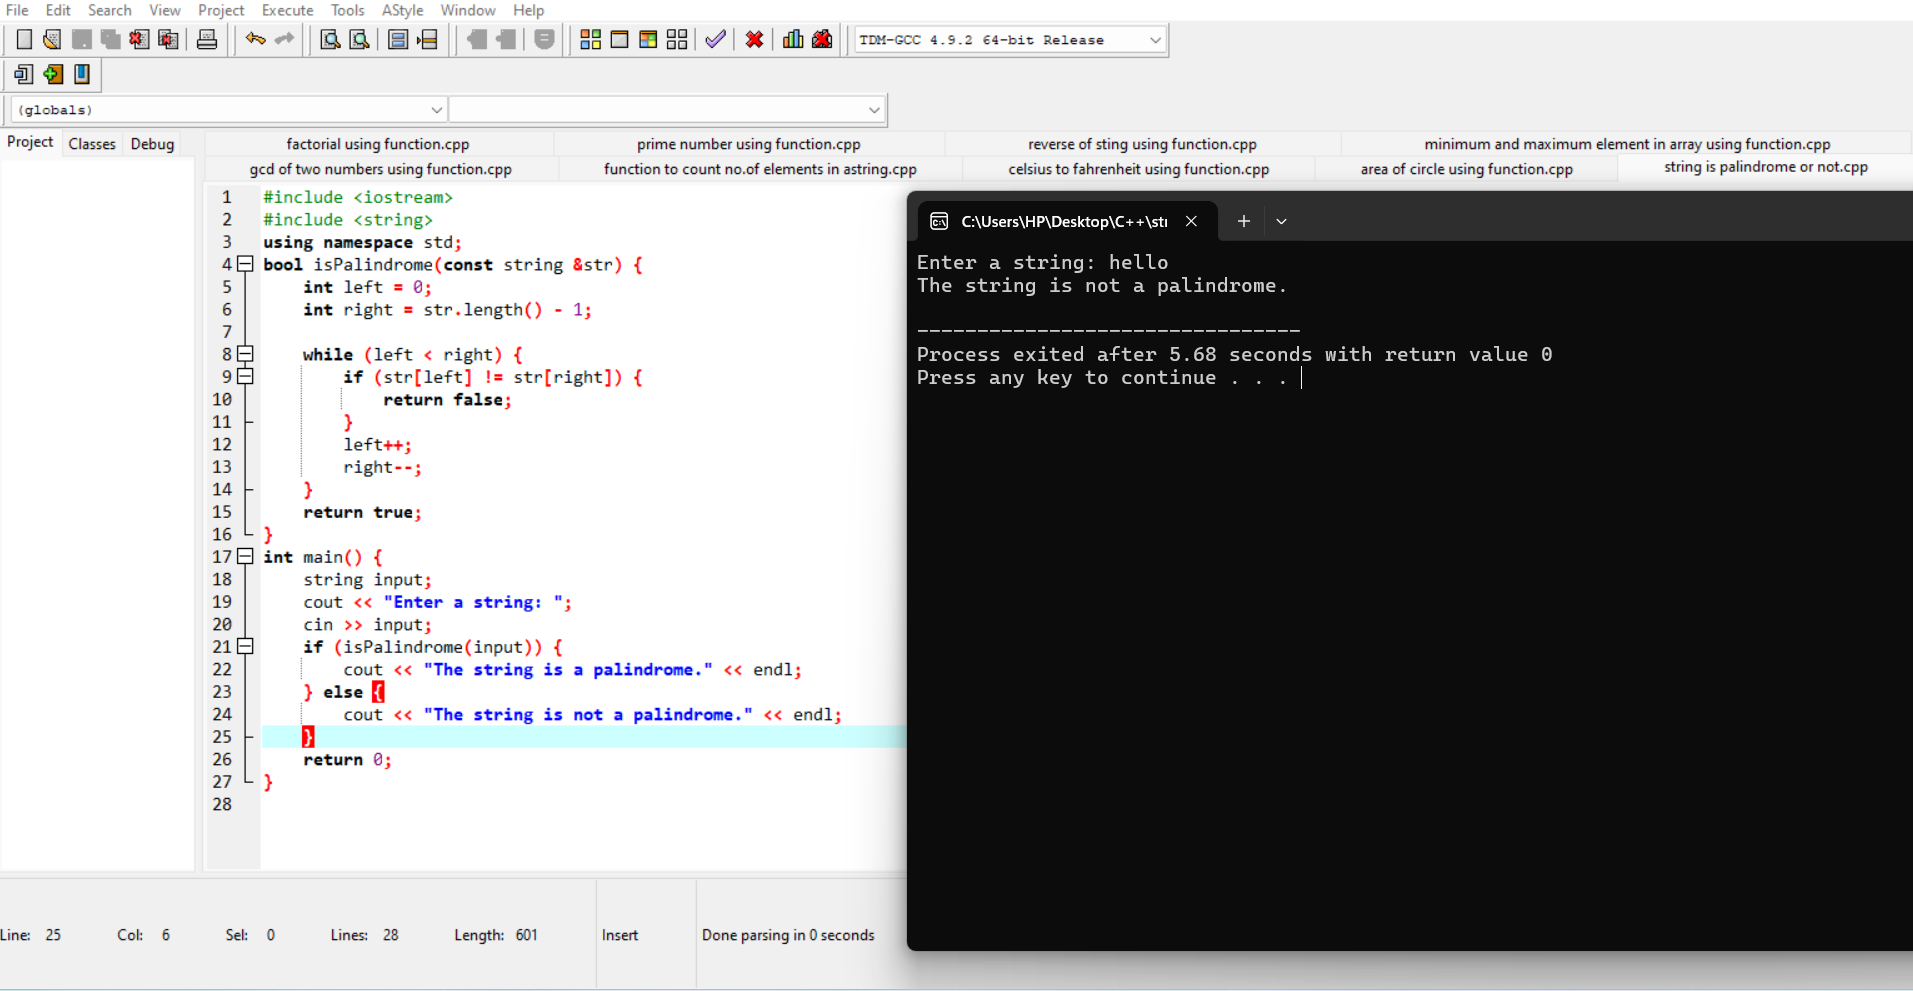 File Edit Search View Project Execute Tools AStyle Window Help
TDM-GCC 4.9.2 64-bit Release
(globals)
Project Classes Debug
factorial using function.cpp prime number using function.cpp reverse of sting using function.cpp minimum and maximum element in array using function.cpp
gcd of two numbers using function.cpp function to count no.of elements in astring.cpp celsius to fahrenheit using function.cpp area of circle using function.cpp string is palindrome or not.cpp
1 #include <iostream>
2 #include <string>
3 using namespace std;
4 bool isPalindrome(const string &str) {
5 int left = 0;
6 int right = str.length() - 1;
7
8 while (left < right) {
9 if (str[left] != str[right]) {
10 return false;
11 }
12 left++;
13 right--;
14 }
15 return true;
16 }
17 int main() {
18 string input;
19 cout << "Enter a string: ";
20 cin >> input;
21 if (isPalindrome(input)) {
22 cout << "The string is a palindrome." << endl;
23 } else {
24 cout << "The string is not a palindrome." << endl;
25 }
26 return 0;
27 }
28
C:\Users\HP\Desktop\C++\stri
Enter a string: hello
The string is not a palindrome.
--------------------------------
Process exited after 5.68 seconds with return value 0
Press any key to continue . . .
Line: 25 Col: 6 Sel: 0 Lines: 28 Length: 601 Insert Done parsing in 0 seconds